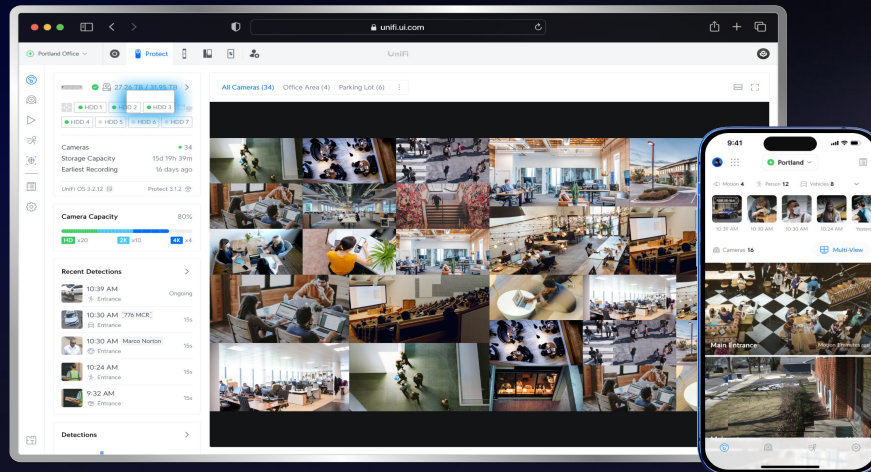 unifi.ui.com
Portland Office
Protect
UniFi
27.26 TB / 31.95 TB
HDD 1 HDD 2 HDD 3
HDD 4 HDD 5 HDD 6 HDD 7
Cameras 34
Storage Capacity 15d 19h 39m
Earliest Recording 16 days ago
UniFi OS 3.2.12 Protect 3.1.2
Camera Capacity 80%
HD x20 2K x10 4K x4
Recent Detections
10:39 AM
Entrance
Ongoing
10:30 AM 776 MCR
Entrance
15s
10:30 AM Marco Norton
Entrance
15s
10:24 AM
Entrance
15s
9:32 AM
Entrance
15s
Detections
All Cameras (34) Office Area (4) Parking Lot (6)
9:41
Portland
Motion 4 Person 12 Vehicles 8
10:39 AM 10:30 AM 10:30 AM 10:24 AM
Cameras 16 Multi-View
Main Entrance